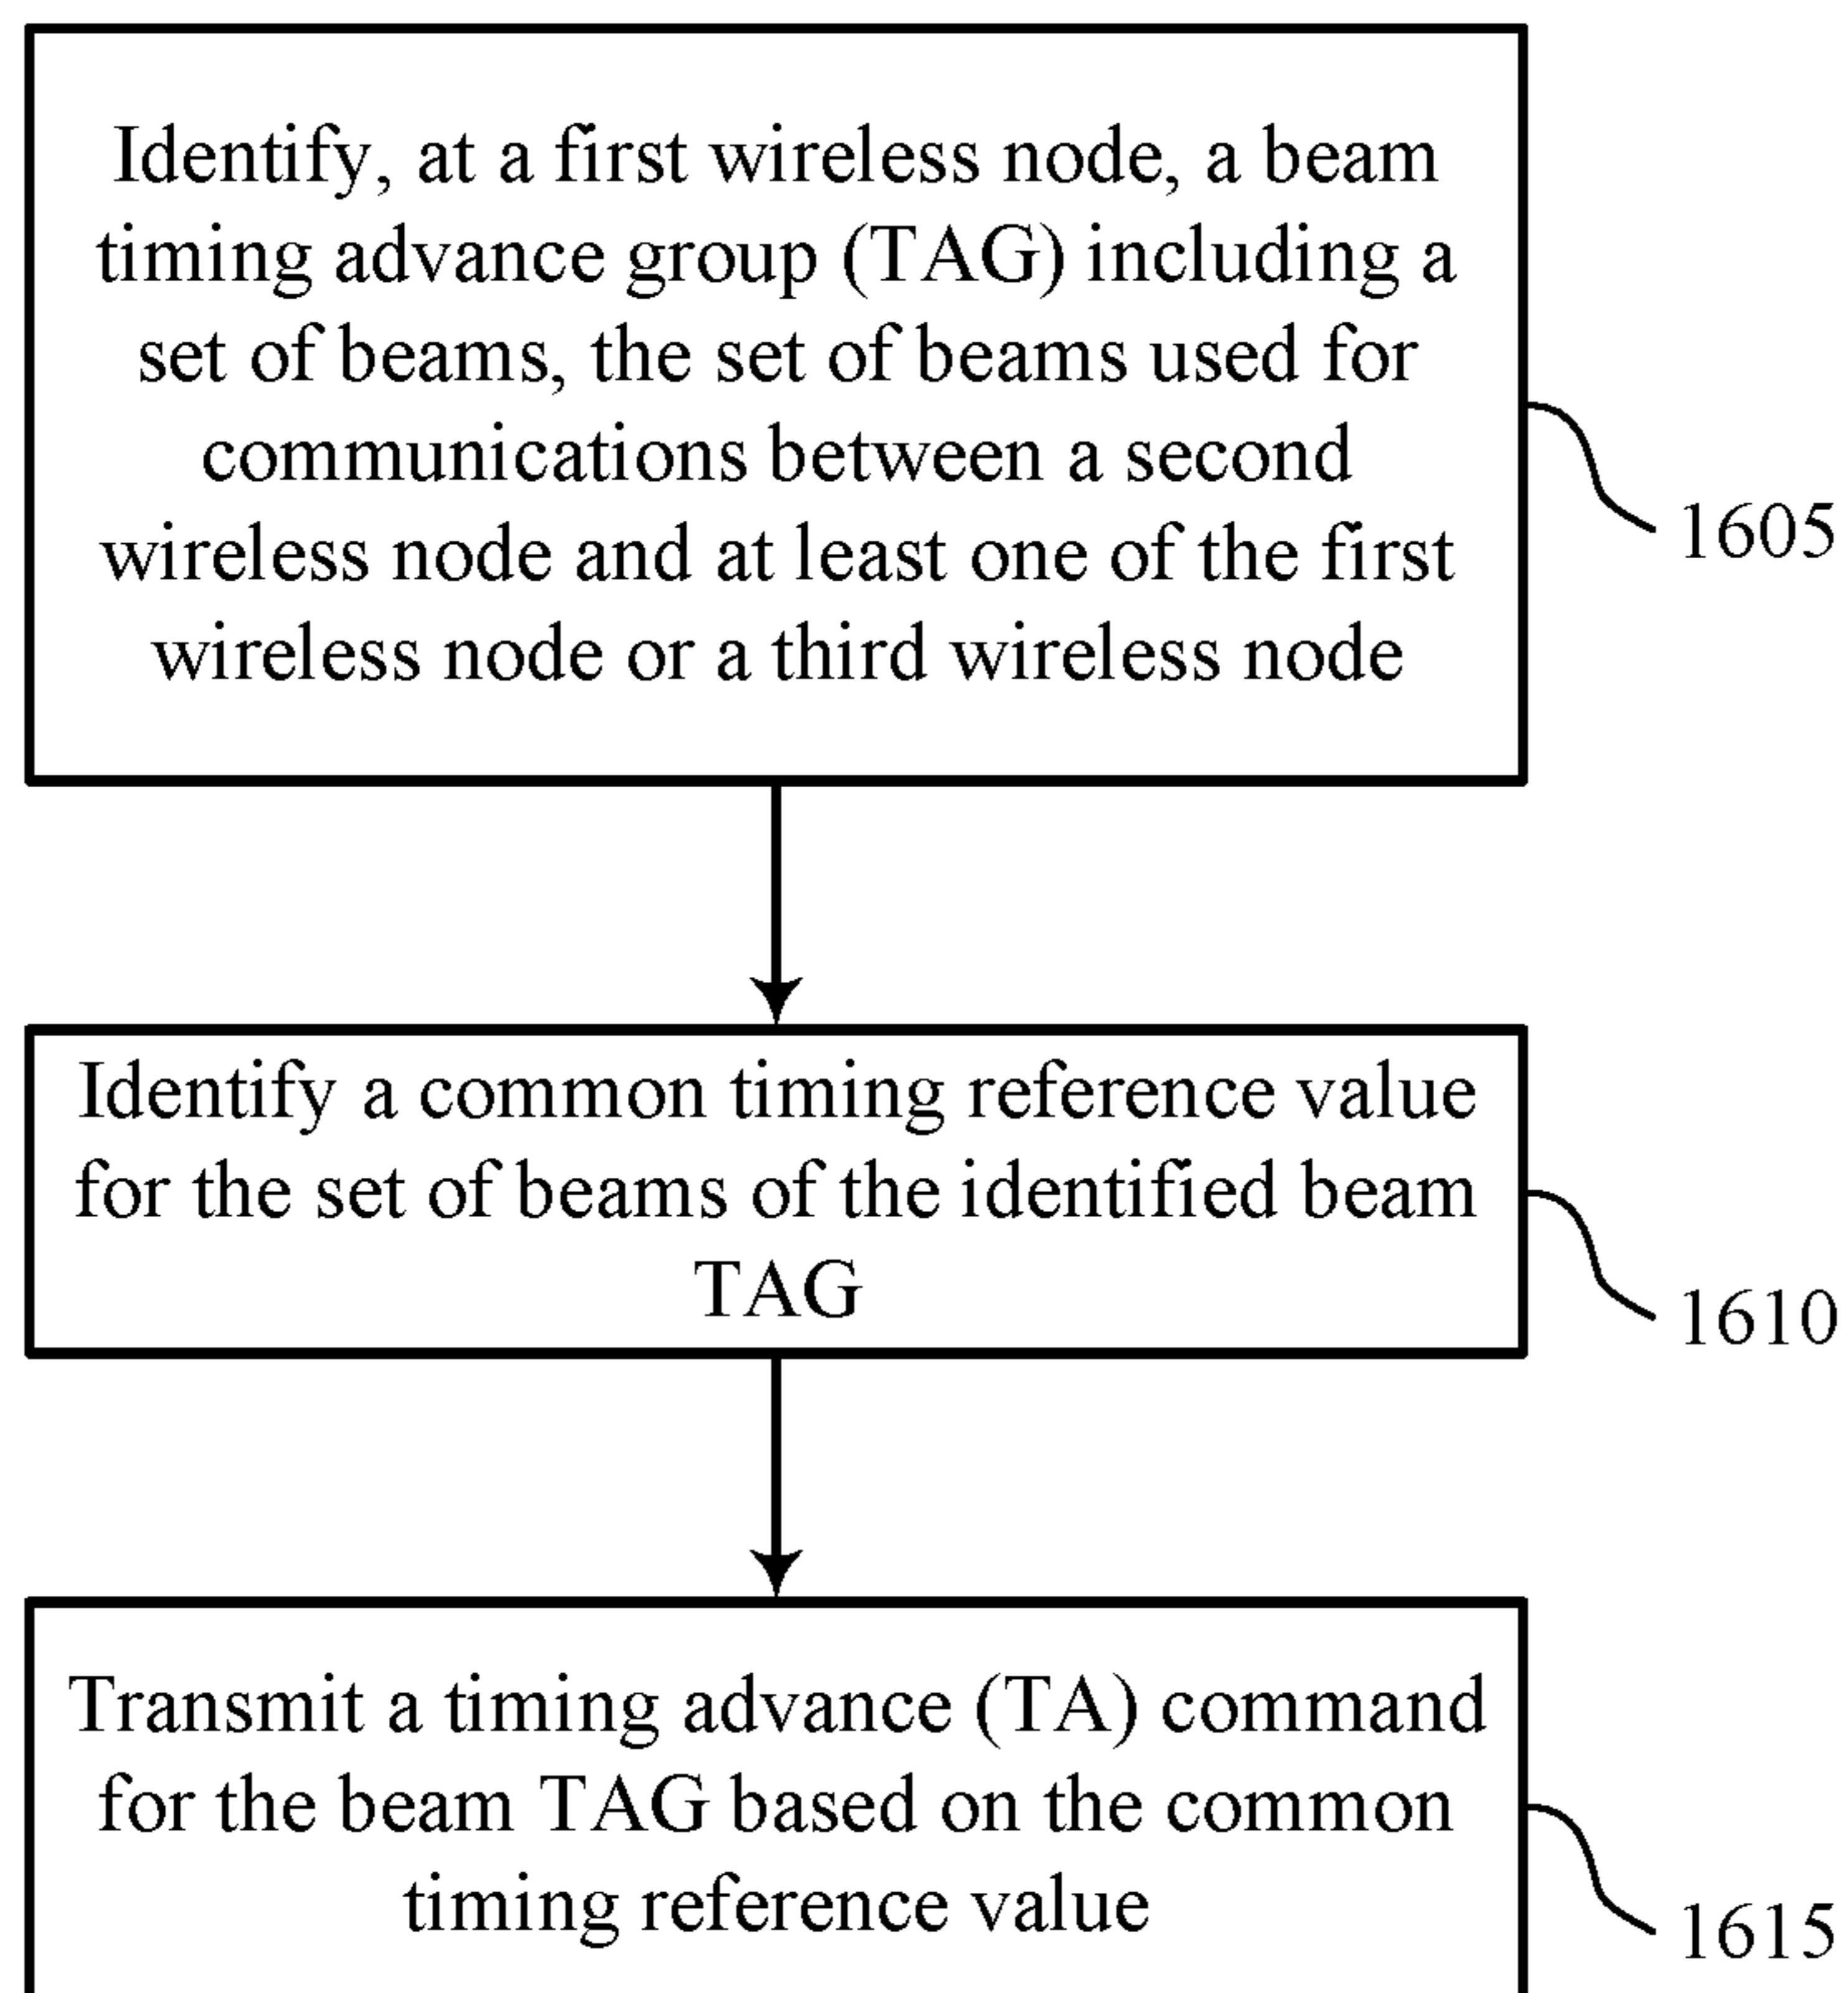 Identify, at a first wireless node, a beam
timing advance group (TAG) including a
set of beams, the set of beams used for
communications between a second
wireless node and at least one of the first
wireless node or a third wireless node
1605
Identify a common timing reference value
for the set of beams of the identified beam
TAG
1610
Transmit a timing advance (TA) command
for the beam TAG based on the common
timing reference value
1615